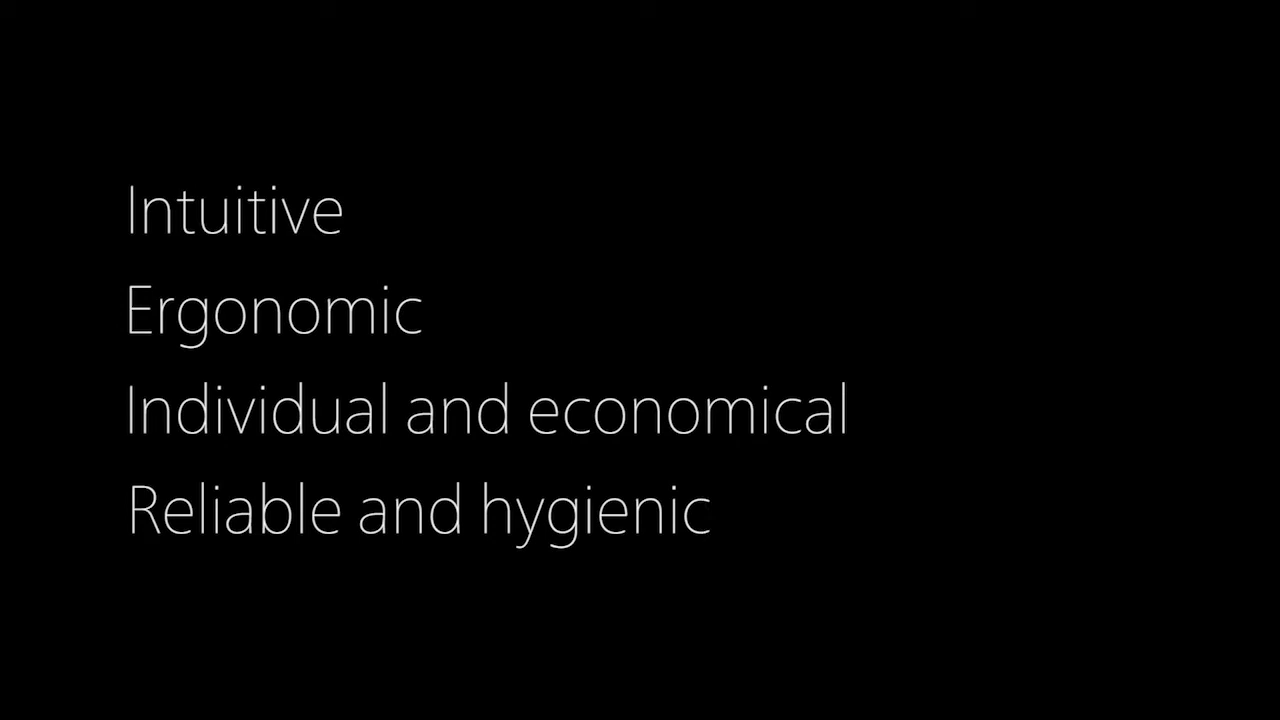 Intuitive
Ergonomic
Individual and economical
Reliable and hygienic